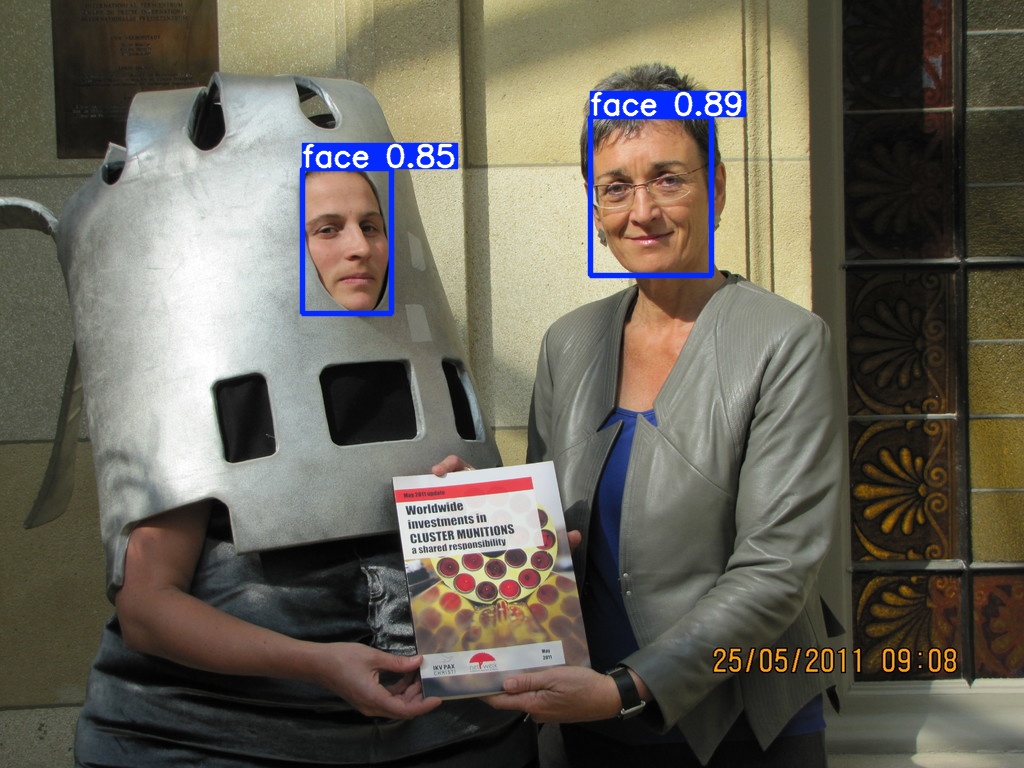 face 0.89
face 0.85
May 2011 update
Worldwide
investments in
CLUSTER MUNITIONS
a shared responsibility
IKV PAX
CHRISTI
May
2011
25/05/2011 09:08